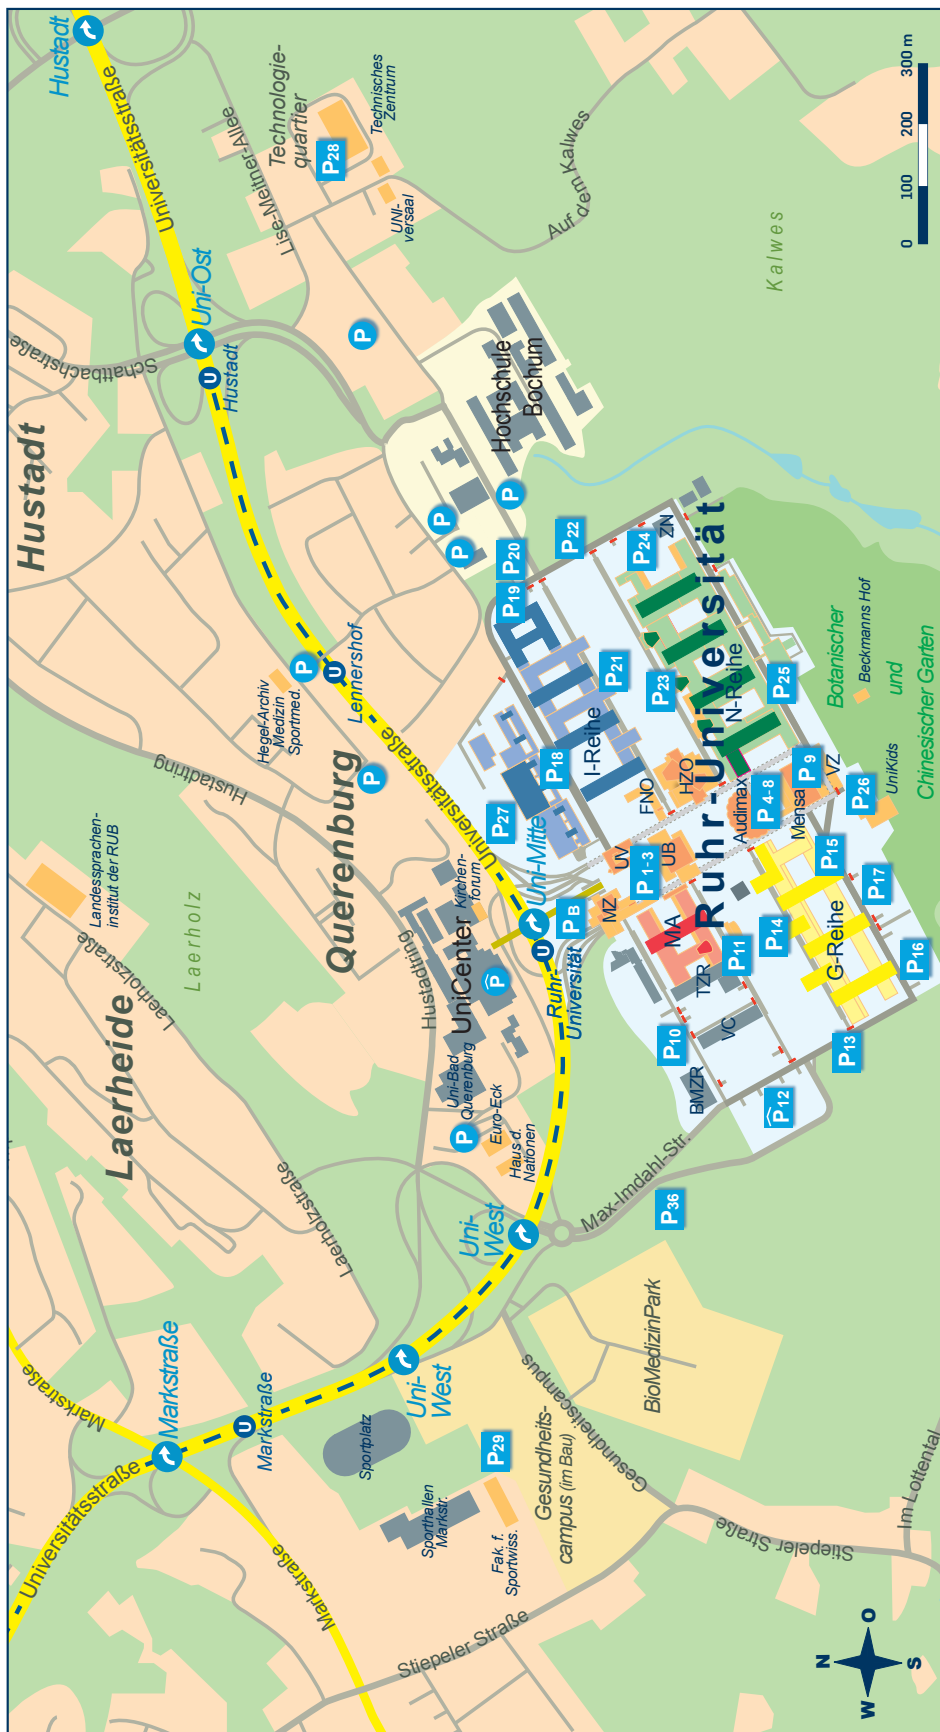 Hustadt
Universitätsstraße
Uni-Ost
U
Hustadt
Schattbachstraße
Lise-Meitner-Allee
Technologie-
quartier
P28
Technisches
Zentrum
UNI-
versaal
Auf dem Kalwes
Kalwes
0 100 200 300 m
Hustadt
P
Hochschule
Bochum
P
P
P
Lennershof
U
P
Hegel-Archiv
Medizin
Sportmed.
Hustadtring
P
Querenburg
Universitätsstraße
Landessprachen-
institut der RUB
Laerholz
Laerholzstraße
Laerheide
Laerholzstraße
Hustadtring
UniCenter
P
Kirchen-
forum
Uni-Bad
Querenburg
P
Euro-Eck
Haus d.
Nationen
Uni-Mitte
U
Ruhr-
Universität
P27
P18
P19
P20
P22
P21
I-Reihe
P23
P24
ZN
N-Reihe
P25
FNO
HZO
UV
UB
P1-3
PB
MZ
MA
Ruhr-Universität
Audimax
P4-8
Mensa
P9
VZ
P26
UniKids
Beckmanns Hof
Botanischer
und
Chinesischer Garten
P15
P17
P16
G-Reihe
P14
P13
P11
TZR
VC
P10
BMZR
P12
Max-Imdahl-Str.
P36
Uni-
West
Uni-
West
BioMedizinPark
Gesundheitscampus
Gesundheits-
campus (im Bau)
Markstraße
Markstraße
U
Markstraße
Universitätsstraße
Markstraße
Sportplatz
Sporthallen
Markstr.
P29
Fak. f.
Sportwiss.
Stiepeler Straße
Stiepeler Straße
Im Lottental
N
O
S
W